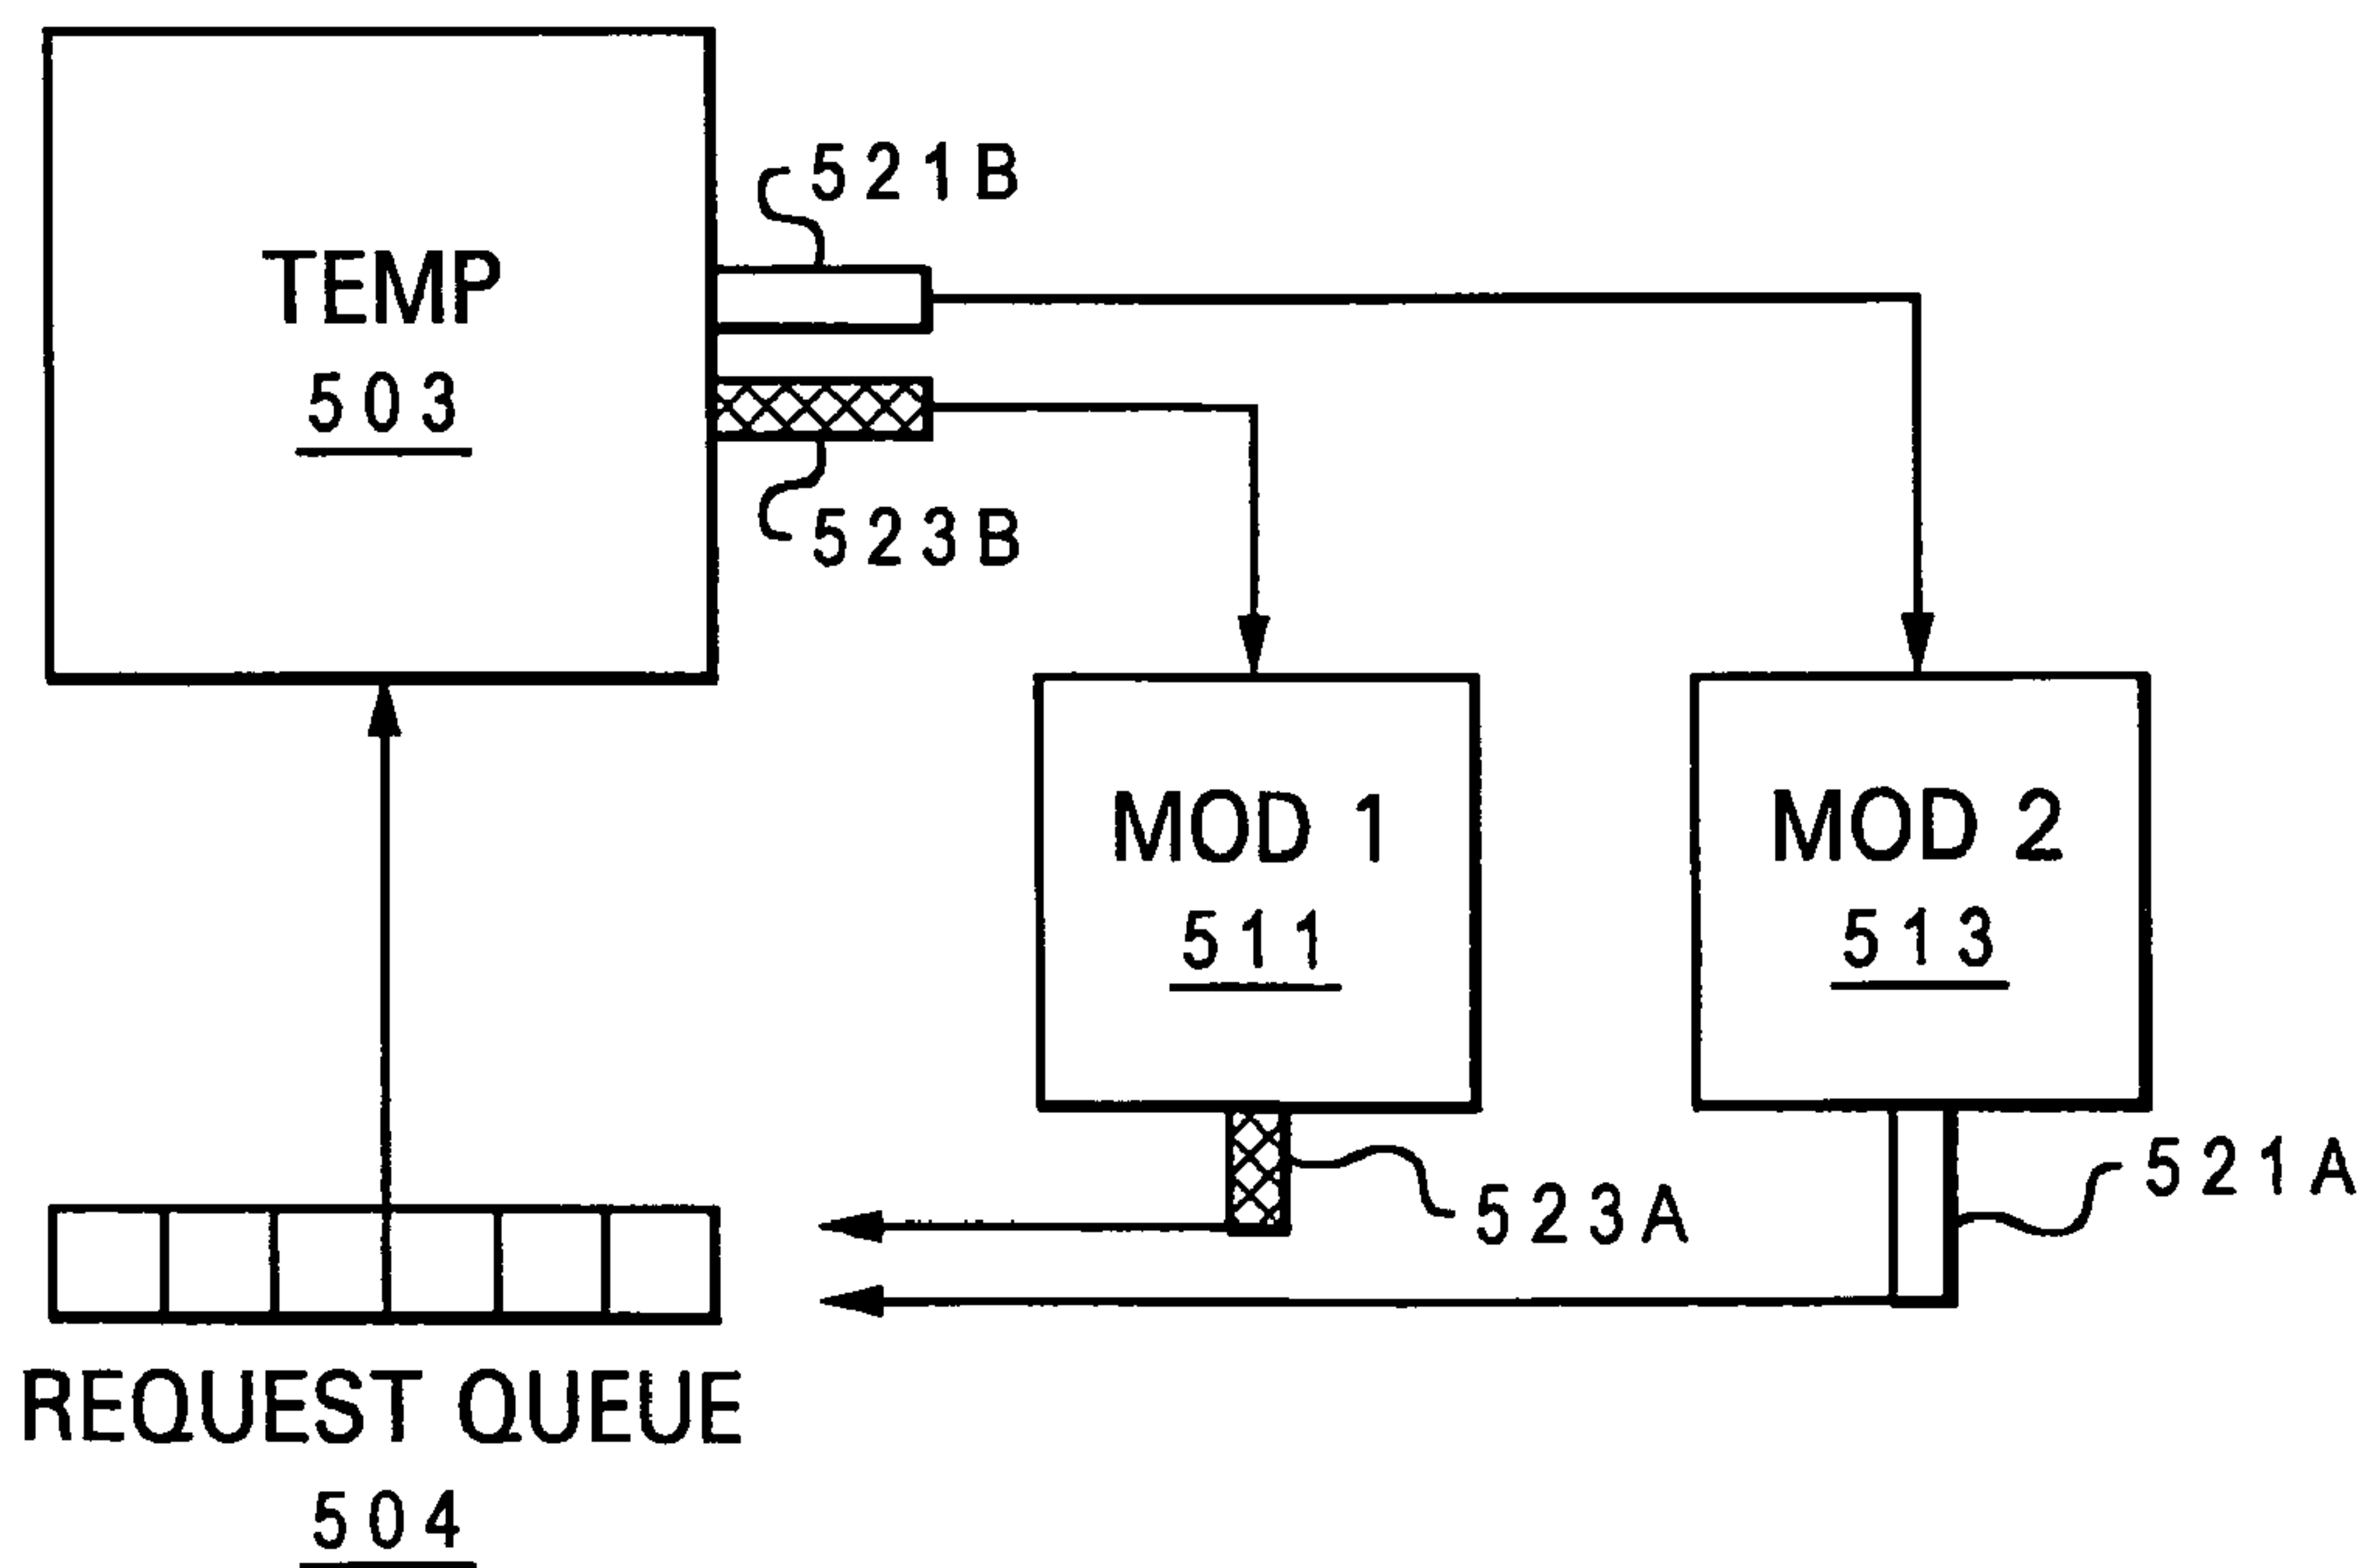 521B
TEMP
503
523B
MOD 1
511
MOD 2
513
523A
521A
REQUEST QUEUE
504